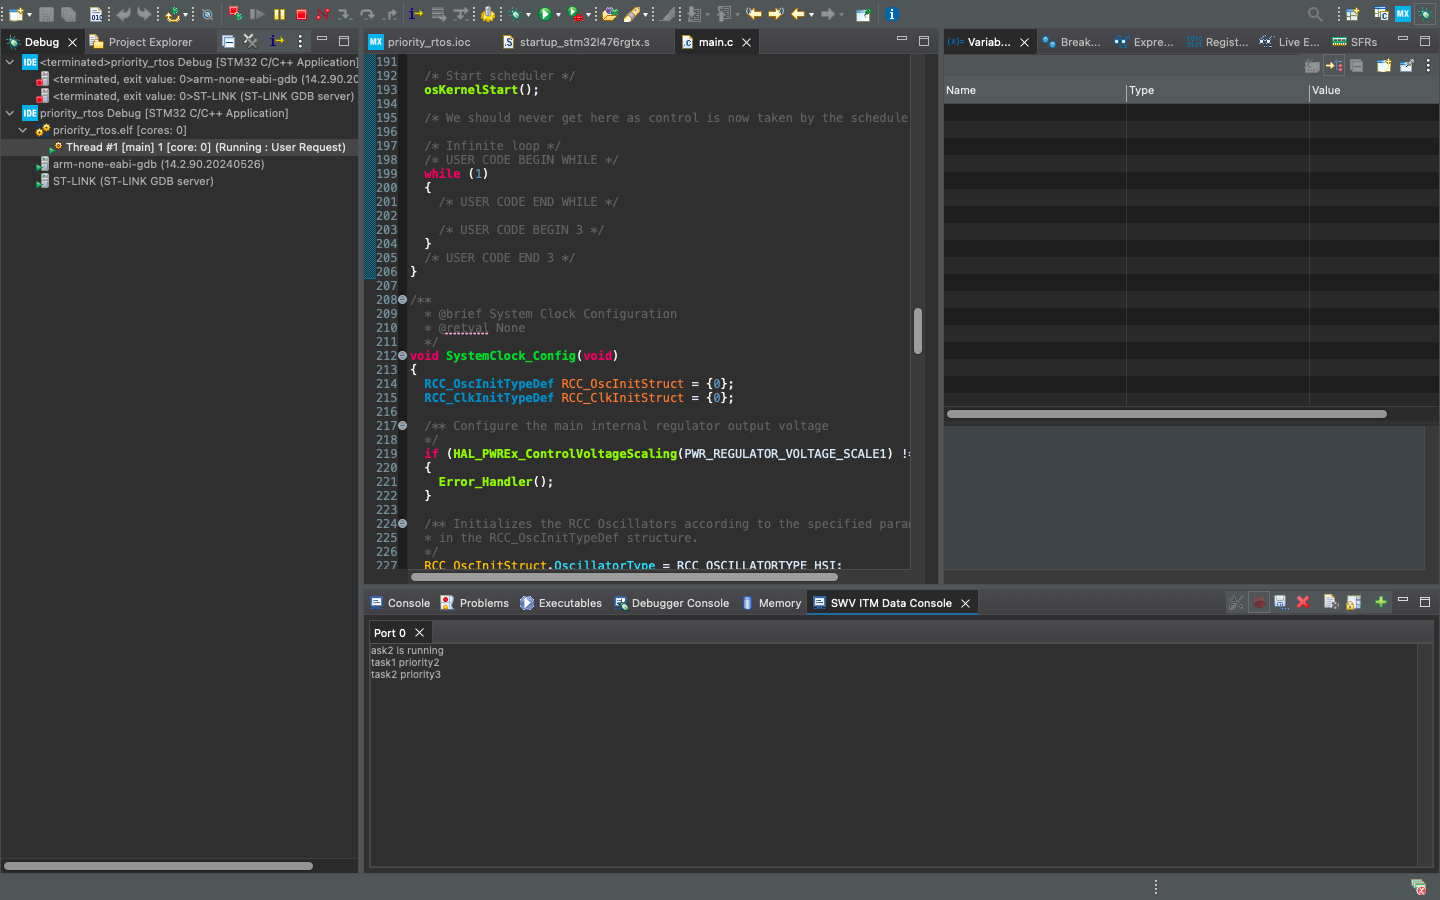 Debug
Project Explorer
<terminated>priority_rtos Debug [STM32 C/C++ Application]
<terminated, exit value: 0>arm-none-eabi-gdb (14.2.90.20
<terminated, exit value: 0>ST-LINK (ST-LINK GDB server)
priority_rtos Debug [STM32 C/C++ Application]
priority_rtos.elf [cores: 0]
Thread #1 [main] 1 [core: 0] (Running : User Request)
arm-none-eabi-gdb (14.2.90.20240526)
ST-LINK (ST-LINK GDB server)
priority_rtos.ioc
startup_stm32l476rgtx.s
main.c
191
192 /* Start scheduler */
193 osKernelStart();
194
195 /* We should never get here as control is now taken by the schedule
196
197 /* Infinite loop */
198 /* USER CODE BEGIN WHILE */
199 while (1)
200 {
201 /* USER CODE END WHILE */
202
203 /* USER CODE BEGIN 3 */
204 }
205 /* USER CODE END 3 */
206 }
207
208 /**
209 * @brief System Clock Configuration
210 * @retval None
211 */
212 void SystemClock_Config(void)
213 {
214 RCC_OscInitTypeDef RCC_OscInitStruct = {0};
215 RCC_ClkInitTypeDef RCC_ClkInitStruct = {0};
216
217 /** Configure the main internal regulator output voltage
218 */
219 if (HAL_PWREx_ControlVoltageScaling(PWR_REGULATOR_VOLTAGE_SCALE1) !=
220 {
221 Error_Handler();
222 }
223
224 /** Initializes the RCC Oscillators according to the specified para
225 * in the RCC_OscInitTypeDef structure.
226 */
227 RCC_OscInitStruct.OscillatorType = RCC_OSCILLATORTYPE_HSI;
(x)= Variab...
Break...
Expre...
Regist...
Live E...
SFRs
Name Type Value
Console
Problems
Executables
Debugger Console
Memory
SWV ITM Data Console
Port 0
ask2 is running
task1 priority2
task2 priority3